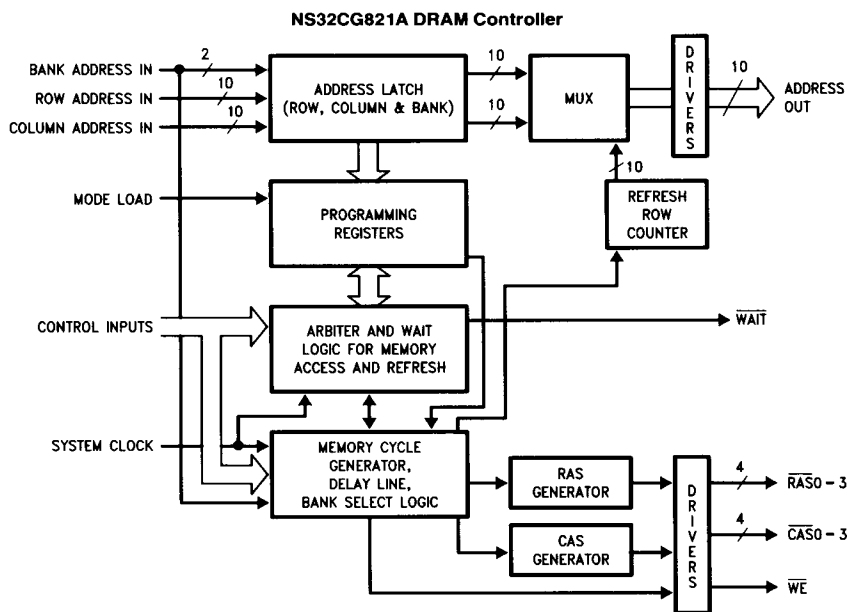 NS32CG821A DRAM Controller
BANK ADDRESS IN
2
ROW ADDRESS IN
10
COLUMN ADDRESS IN
10
ADDRESS LATCH
(ROW, COLUMN & BANK)
10
10
MUX
DRIVERS
10
ADDRESS
OUT
MODE LOAD
PROGRAMMING
REGISTERS
10
REFRESH
ROW
COUNTER
CONTROL INPUTS
ARBITER AND WAIT
LOGIC FOR MEMORY
ACCESS AND REFRESH
WAIT
SYSTEM CLOCK
MEMORY CYCLE
GENERATOR,
DELAY LINE,
BANK SELECT LOGIC
RAS
GENERATOR
CAS
GENERATOR
DRIVERS
4
RAS0-3
4
CAS0-3
WE